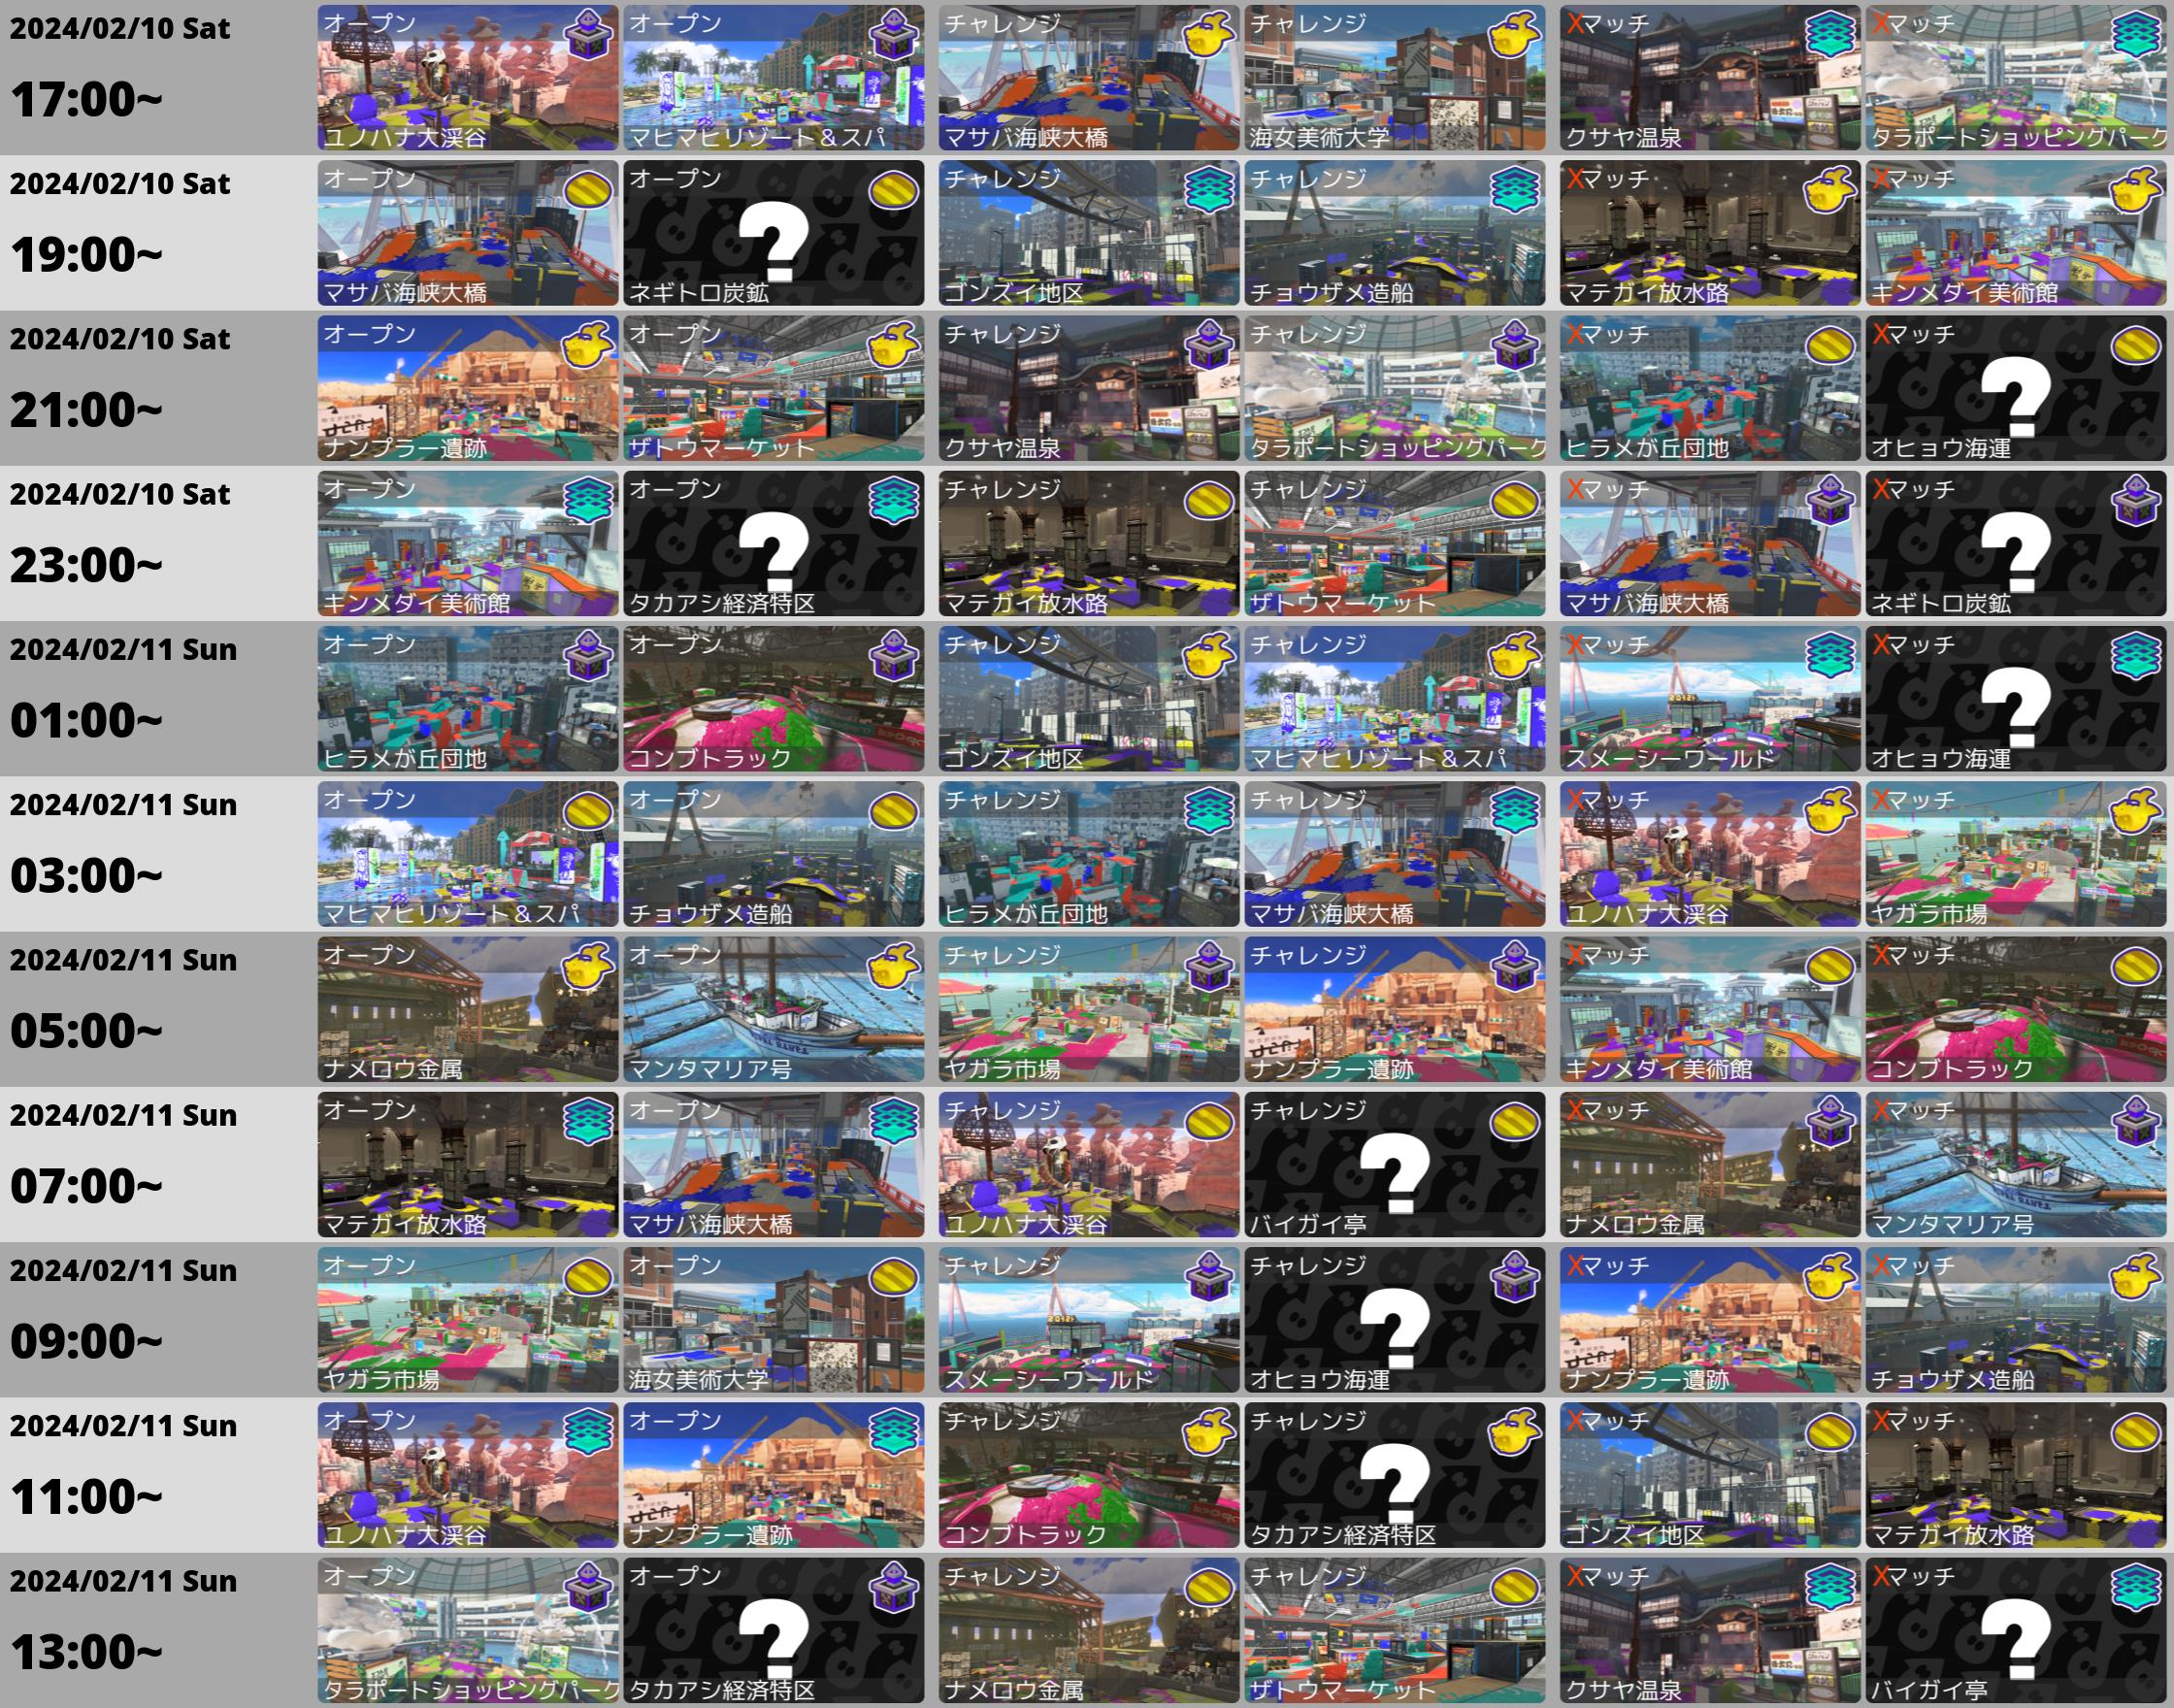 2024/02/10 Sat
17:00~
オープン オープン チャレンジ チャレンジ Xマッチ Xマッチ
ユノハナ大渓谷 マヒマヒリゾート&スパ マサバ海峡大橋 海女美術大学 クサヤ温泉 タラポートショッピングパーク
2024/02/10 Sat
19:00~
オープン オープン チャレンジ チャレンジ Xマッチ Xマッチ
?
マサバ海峡大橋 ネギトロ炭鉱 ゴンズイ地区 チョウザメ造船 マテガイ放水路 キンメダイ美術館
2024/02/10 Sat
21:00~
オープン オープン チャレンジ チャレンジ Xマッチ Xマッチ
?
ナンプラー遺跡 ザトウマーケット クサヤ温泉 タラポートショッピングパーク ヒラメが丘団地 オヒョウ海運
2024/02/10 Sat
23:00~
オープン オープン チャレンジ チャレンジ Xマッチ Xマッチ
? ?
キンメダイ美術館 タカアシ経済特区 マテガイ放水路 ザトウマーケット マサバ海峡大橋 ネギトロ炭鉱
2024/02/11 Sun
01:00~
オープン オープン チャレンジ チャレンジ Xマッチ Xマッチ
?
ヒラメが丘団地 コンブトラック ゴンズイ地区 マヒマヒリゾート&スパ スメーシーワールド オヒョウ海運
2024/02/11 Sun
03:00~
オープン オープン チャレンジ チャレンジ Xマッチ Xマッチ
マヒマヒリゾート&スパ チョウザメ造船 ヒラメが丘団地 マサバ海峡大橋 ユノハナ大渓谷 ヤガラ市場
2024/02/11 Sun
05:00~
オープン オープン チャレンジ チャレンジ Xマッチ Xマッチ
ナメロウ金属 マンタマリア号 ヤガラ市場 ナンプラー遺跡 キンメダイ美術館 コンブトラック
2024/02/11 Sun
07:00~
オープン オープン チャレンジ チャレンジ Xマッチ Xマッチ
?
マテガイ放水路 マサバ海峡大橋 ユノハナ大渓谷 バイガイ亭 ナメロウ金属 マンタマリア号
2024/02/11 Sun
09:00~
オープン オープン チャレンジ チャレンジ Xマッチ Xマッチ
?
ヤガラ市場 海女美術大学 スメーシーワールド オヒョウ海運 ナンプラー遺跡 チョウザメ造船
2024/02/11 Sun
11:00~
オープン オープン チャレンジ チャレンジ Xマッチ Xマッチ
?
ユノハナ大渓谷 ナンプラー遺跡 コンブトラック タカアシ経済特区 ゴンズイ地区 マテガイ放水路
2024/02/11 Sun
13:00~
オープン オープン チャレンジ チャレンジ Xマッチ Xマッチ
? ?
タラポートショッピングパーク タカアシ経済特区 ナメロウ金属 ザトウマーケット クサヤ温泉 バイガイ亭